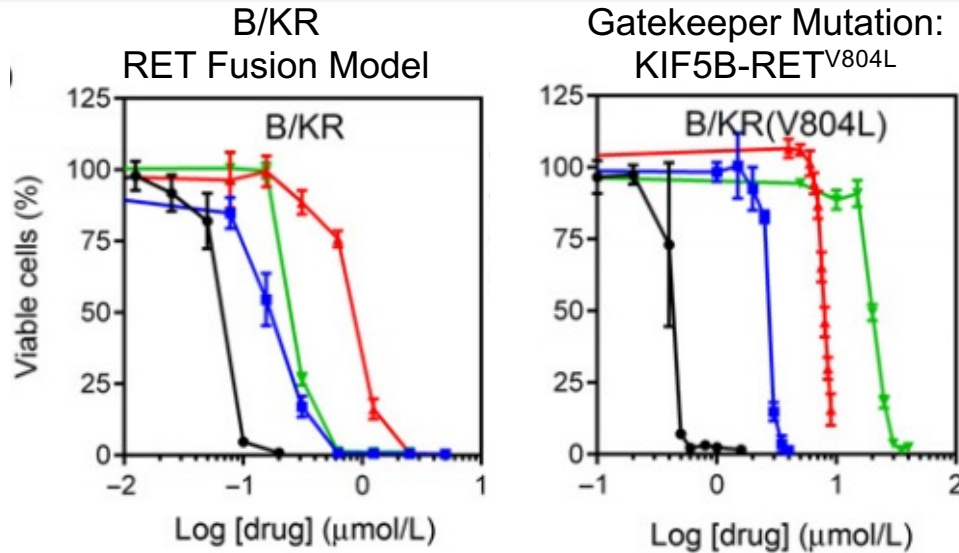 B/KR
RET Fusion Model
Gatekeeper Mutation:
KIF5B-RETV804L
)
125
100
75
50
25
0
Viable cells (%)
B/KR
−2
−1
0
1
Log [drug] (μmol/L)
125
100
75
50
25
0
B/KR(V804L)
−1
0
1
2
Log [drug] (μmol/L)